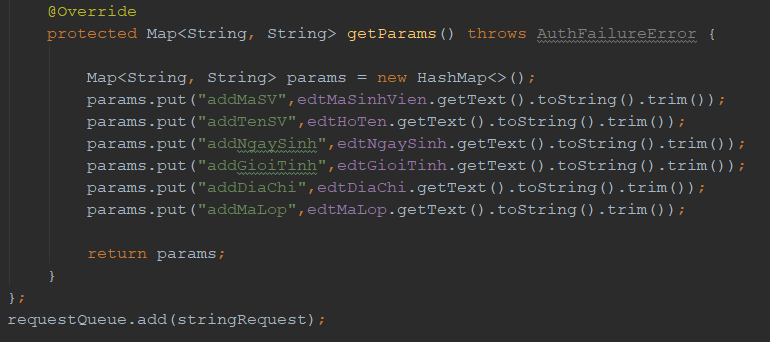 @Override
protected Map<String, String> getParams() throws AuthFailureError {
Map<String, String> params = new HashMap<>();
params.put("addMaSV",edtMaSinhVien.getText().toString().trim());
params.put("addTenSV",edtHoTen.getText().toString().trim());
params.put("addNgaySinh",edtNgaySinh.getText().toString().trim());
params.put("addGioiTinh",edtGioiTinh.getText().toString().trim());
params.put("addDiaChi",edtDiaChi.getText().toString().trim());
params.put("addMaLop",edtMaLop.getText().toString().trim());
return params;
}
};
requestQueue.add(stringRequest);